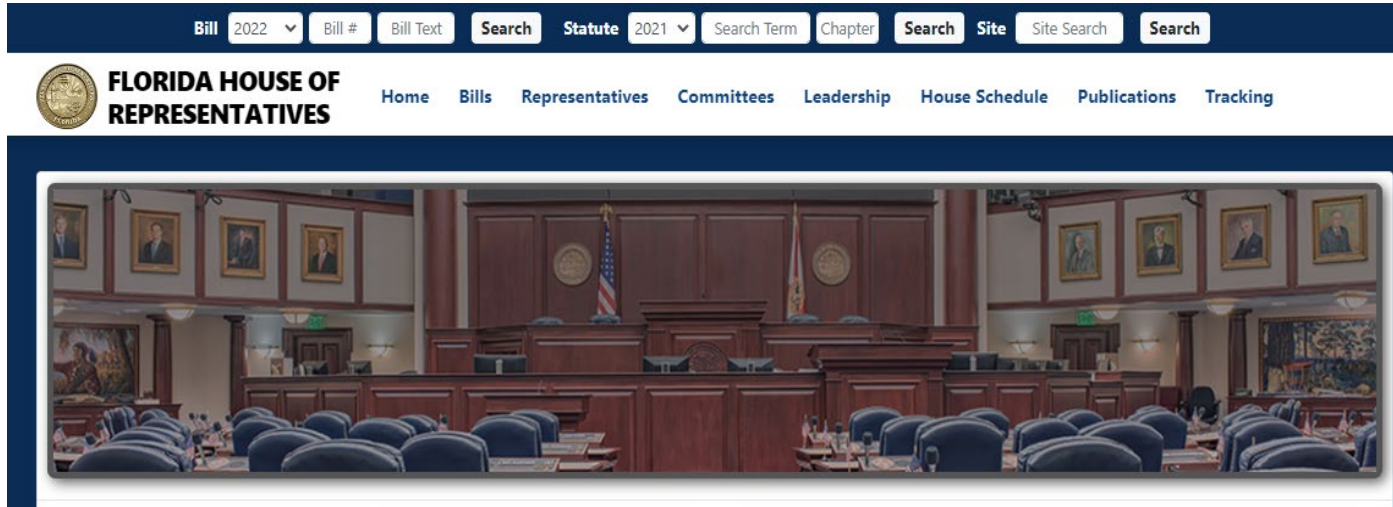 Bill 2022 Bill # Bill Text Search Statute 2021 Search Term Chapter Search Site Site Search Search
FLORIDA HOUSE OF
REPRESENTATIVES
Home Bills Representatives Committees Leadership House Schedule Publications Tracking